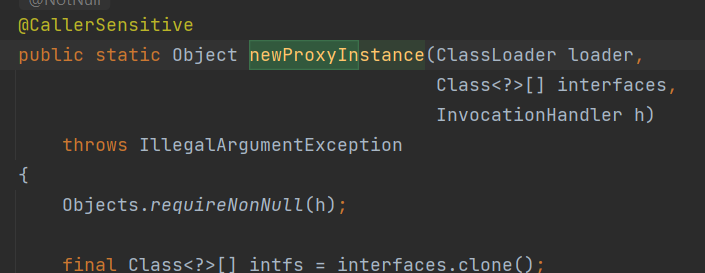 @NotNull
@CallerSensitive
public static Object newProxyInstance(ClassLoader loader,
Class<?>[] interfaces,
InvocationHandler h)
throws IllegalArgumentException
{
Objects.requireNonNull(h);
final Class<?>[] intfs = interfaces.clone();